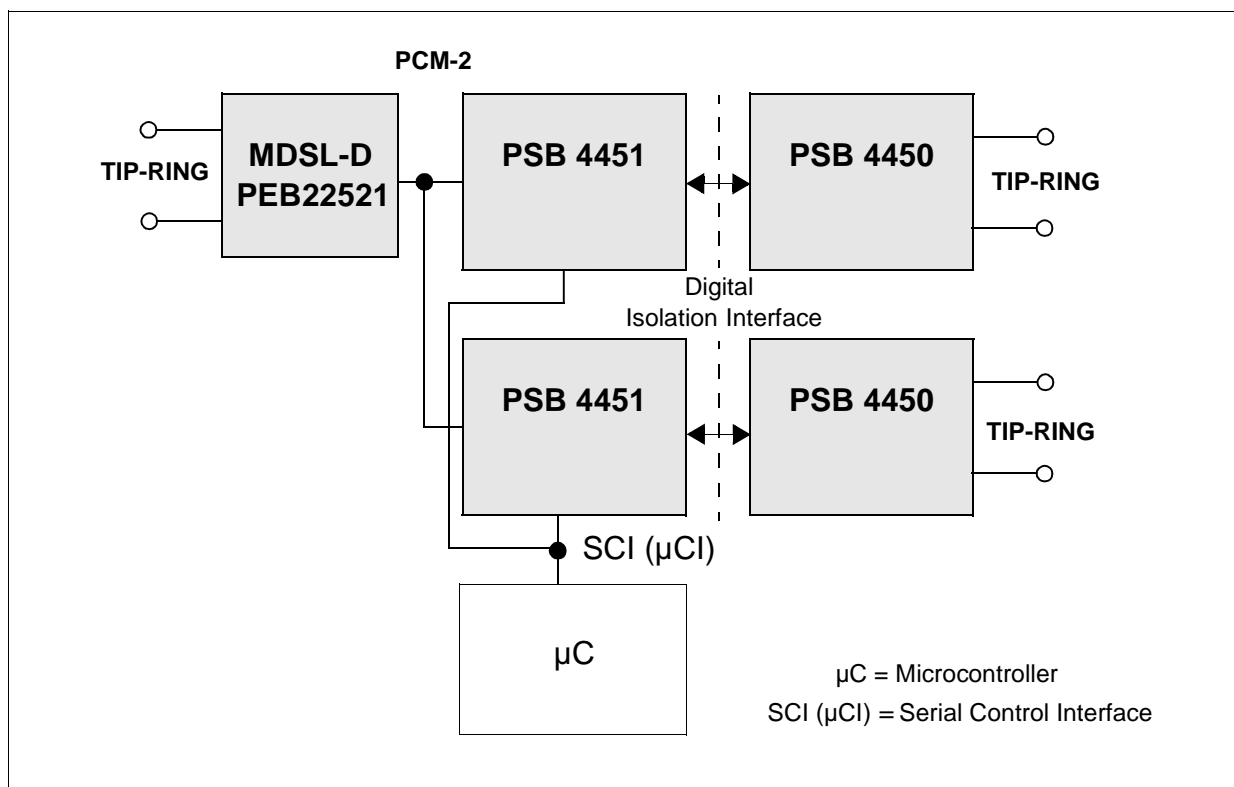 PCM-2
TIP-RING
MDSL-D
PEB22521
PSB 4451
PSB 4450
TIP-RING
Digital
Isolation Interface
PSB 4451
PSB 4450
TIP-RING
SCI (µCI)
µC
µC = Microcontroller
SCI (µCI) = Serial Control Interface